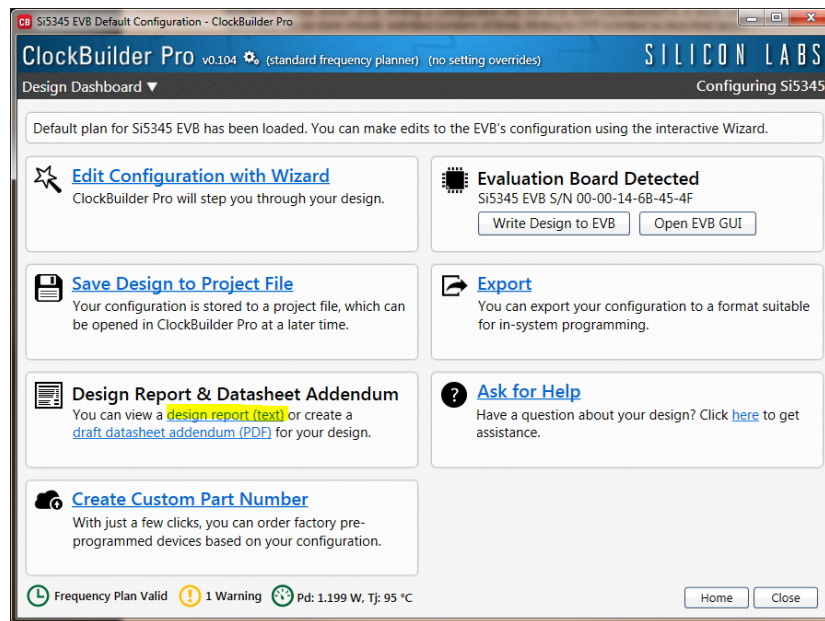 CB Si5345 EVB Default Configuration - ClockBuilder Pro
ClockBuilder Pro v0.104 (standard frequency planner) (no setting overrides) SILICON LABS
Design Dashboard ▼ Configuring Si5345
Default plan for Si5345 EVB has been loaded. You can make edits to the EVB's configuration using the interactive Wizard.
Edit Configuration with Wizard
ClockBuilder Pro will step you through your design.
Evaluation Board Detected
Si5345 EVB S/N 00-00-14-6B-45-4F
Write Design to EVB Open EVB GUI
Save Design to Project File
Your configuration is stored to a project file, which can
be opened in ClockBuilder Pro at a later time.
Export
You can export your configuration to a format suitable
for in-system programming.
Design Report & Datasheet Addendum
You can view a design report (text) or create a
draft datasheet addendum (PDF) for your design.
Ask for Help
Have a question about your design? Click here to get
assistance.
Create Custom Part Number
With just a few clicks, you can order factory pre-
programmed devices based on your configuration.
Frequency Plan Valid 1 Warning Pd: 1.199 W, Tj: 95 °C
Home Close